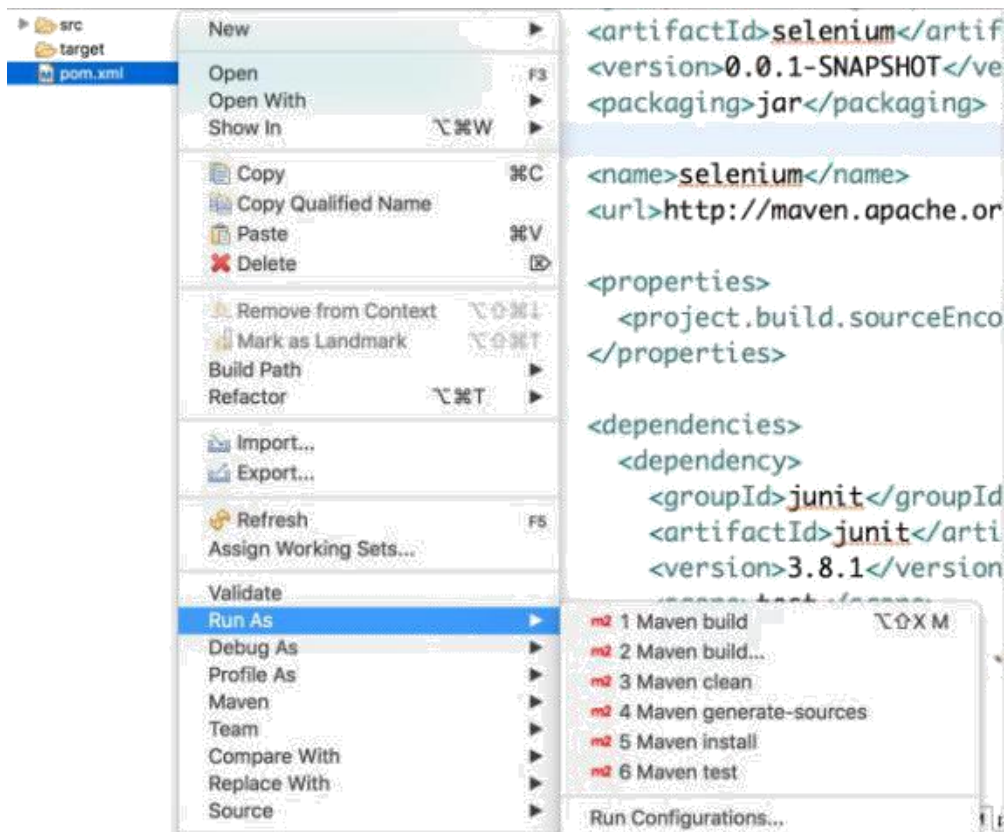 src
target
pom.xml
New
Open F3
Open With
Show In ⌥⌘W
Copy ⌘C
Copy Qualified Name
Paste ⌘V
Delete ⌦
Remove from Context ⌥⇧⌘↓
Mark as Landmark ⌥⇧⌘↑
Build Path
Refactor ⌥⌘T
Import...
Export...
Refresh F5
Assign Working Sets...
Validate
Run As
Debug As
Profile As
Maven
Team
Compare With
Replace With
Source
<artifactId>selenium</artif
<version>0.0.1-SNAPSHOT</ve
<packaging>jar</packaging>
<name>selenium</name>
<url>http://maven.apache.or
<properties>
<project.build.sourceEnco
</properties>
<dependencies>
<dependency>
<groupId>junit</groupId
<artifactId>junit</arti
<version>3.8.1</version
m2 1 Maven build ⌥⇧X M
m2 2 Maven build...
m2 3 Maven clean
m2 4 Maven generate-sources
m2 5 Maven install
m2 6 Maven test
Run Configurations...